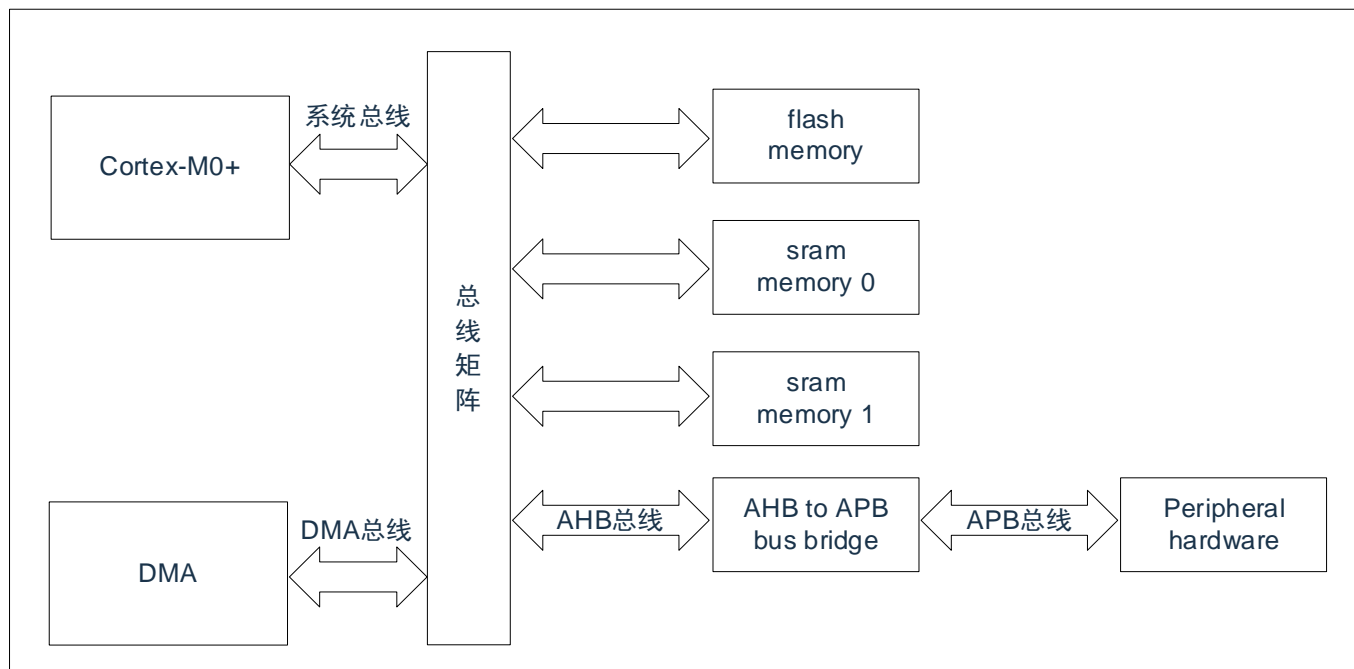 系统总线
Cortex-M0+
flash
memory
sram
memory 0
总
线
矩
阵
sram
memory 1
DMA总线
DMA
AHB总线
AHB to APB
bus bridge
APB总线
Peripheral
hardware